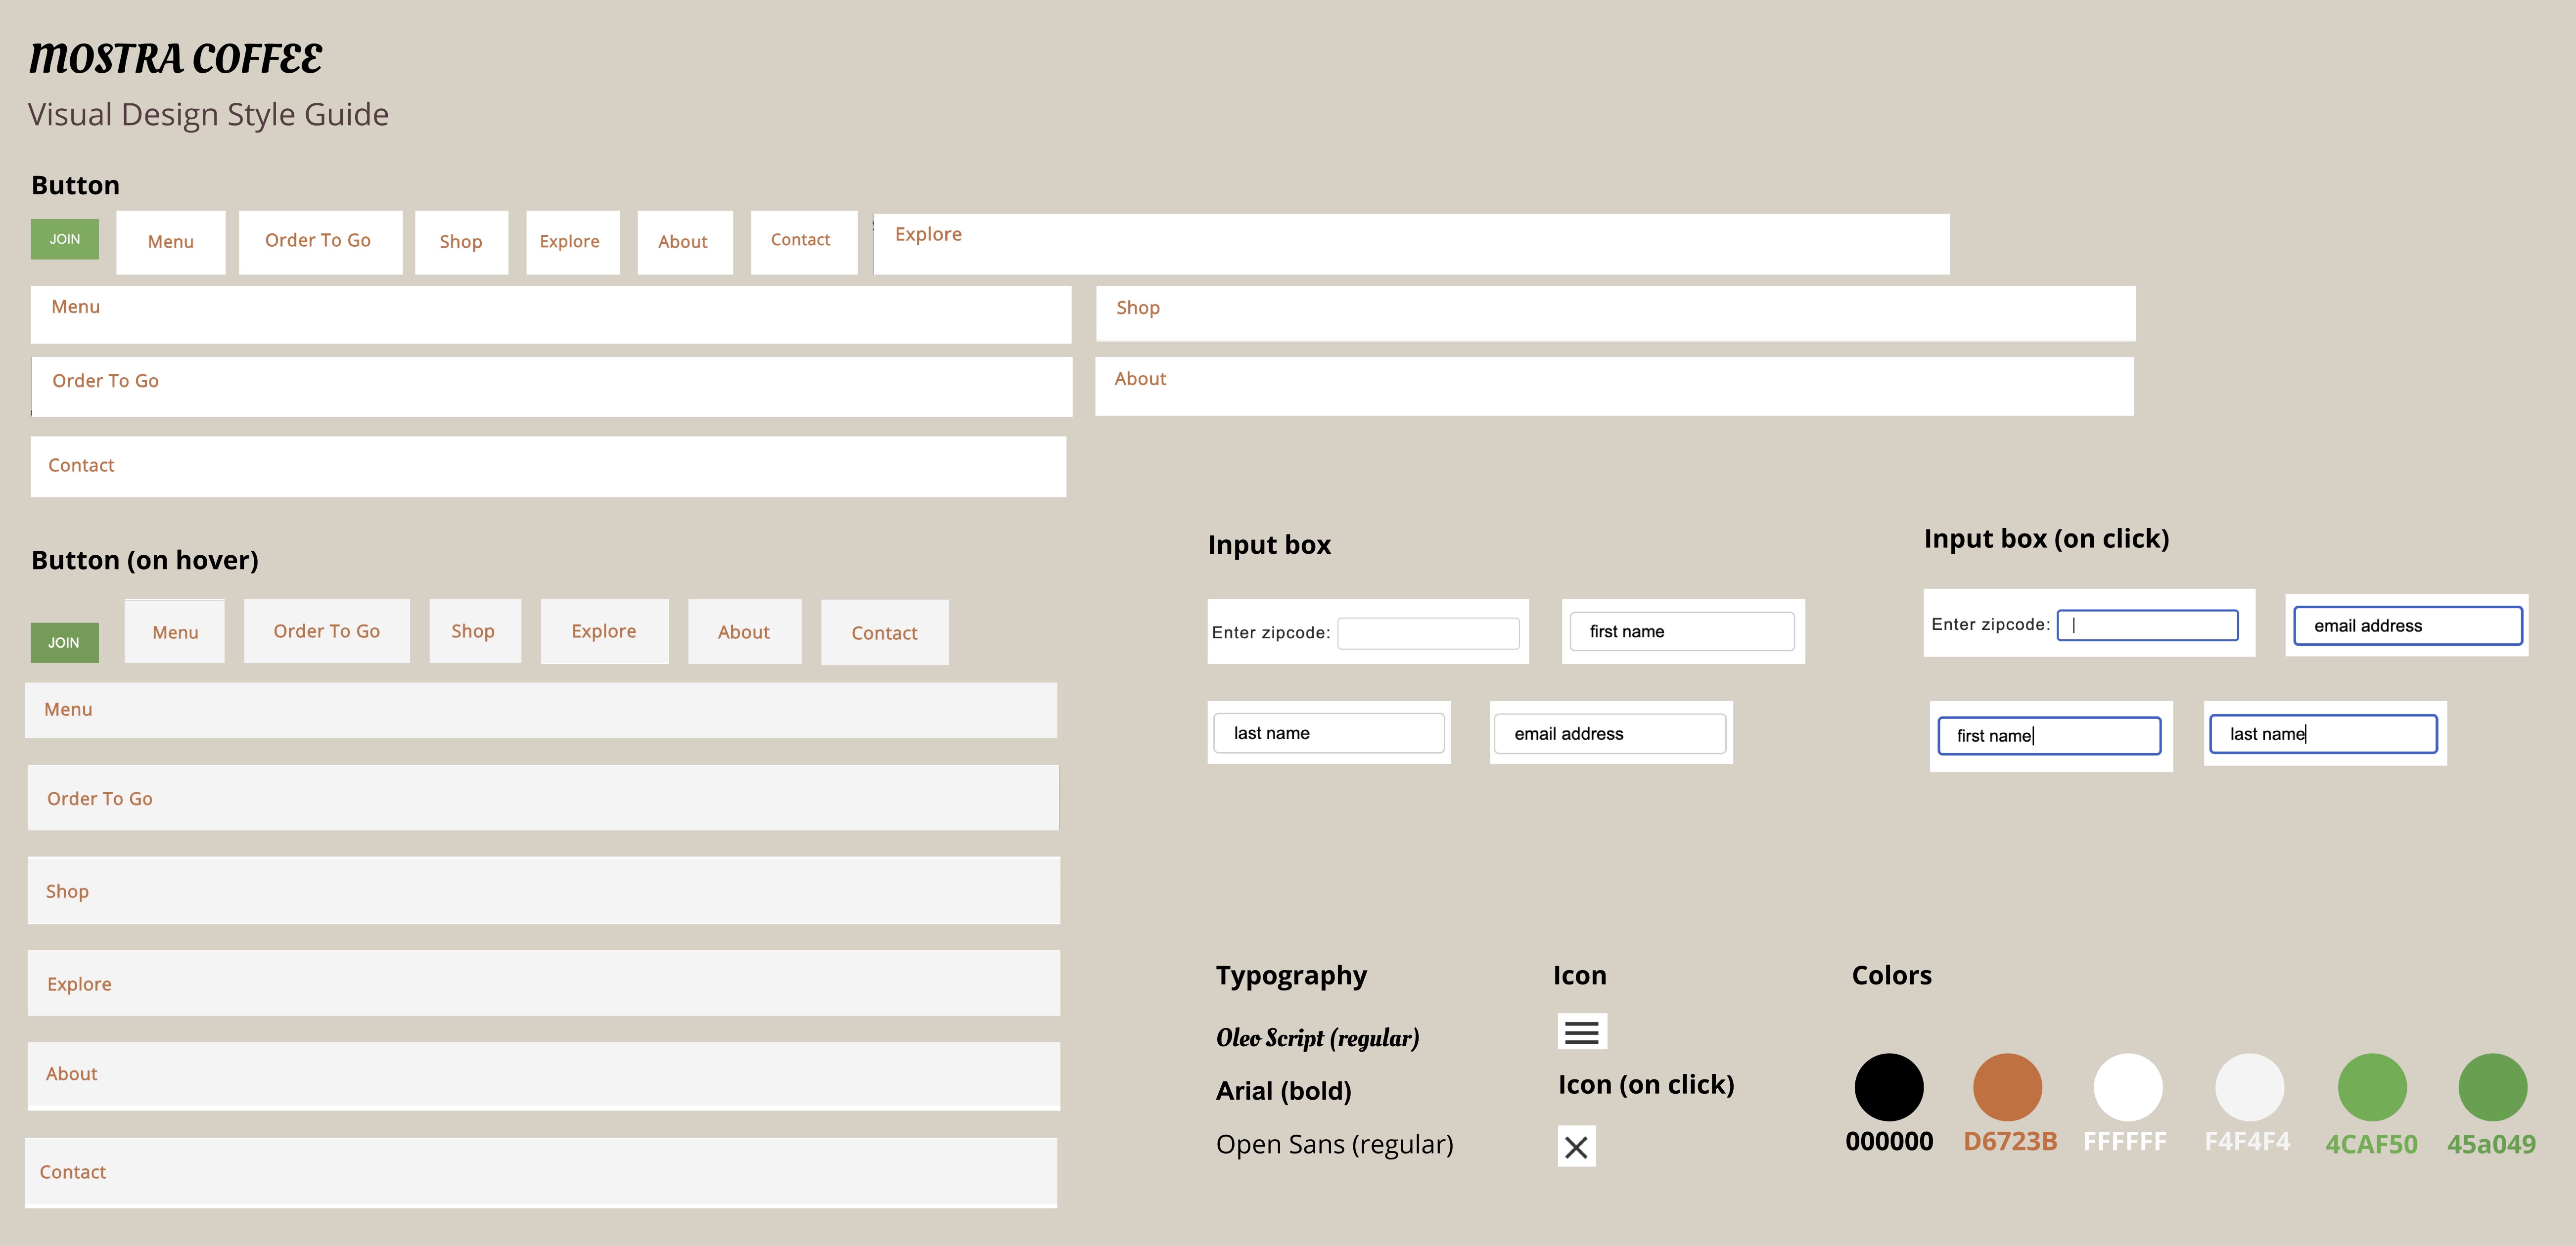 MOSTRA COFFEE
Visual Design Style Guide
Button
JOIN
Menu
Order To Go
Shop
Explore
About
Contact
Explore
Menu
Shop
Order To Go
About
Contact
Button (on hover)
JOIN
Menu
Order To Go
Shop
Explore
About
Contact
Menu
Order To Go
Shop
Explore
About
Contact
Input box
Enter zipcode:
first name
last name
email address
Input box (on click)
Enter zipcode:
email address
first name
last name
Typography
Oleo Script (regular)
Arial (bold)
Open Sans (regular)
Icon
Icon (on click)
Colors
000000
D6723B
FFFFFF
F4F4F4
4CAF50
45a049